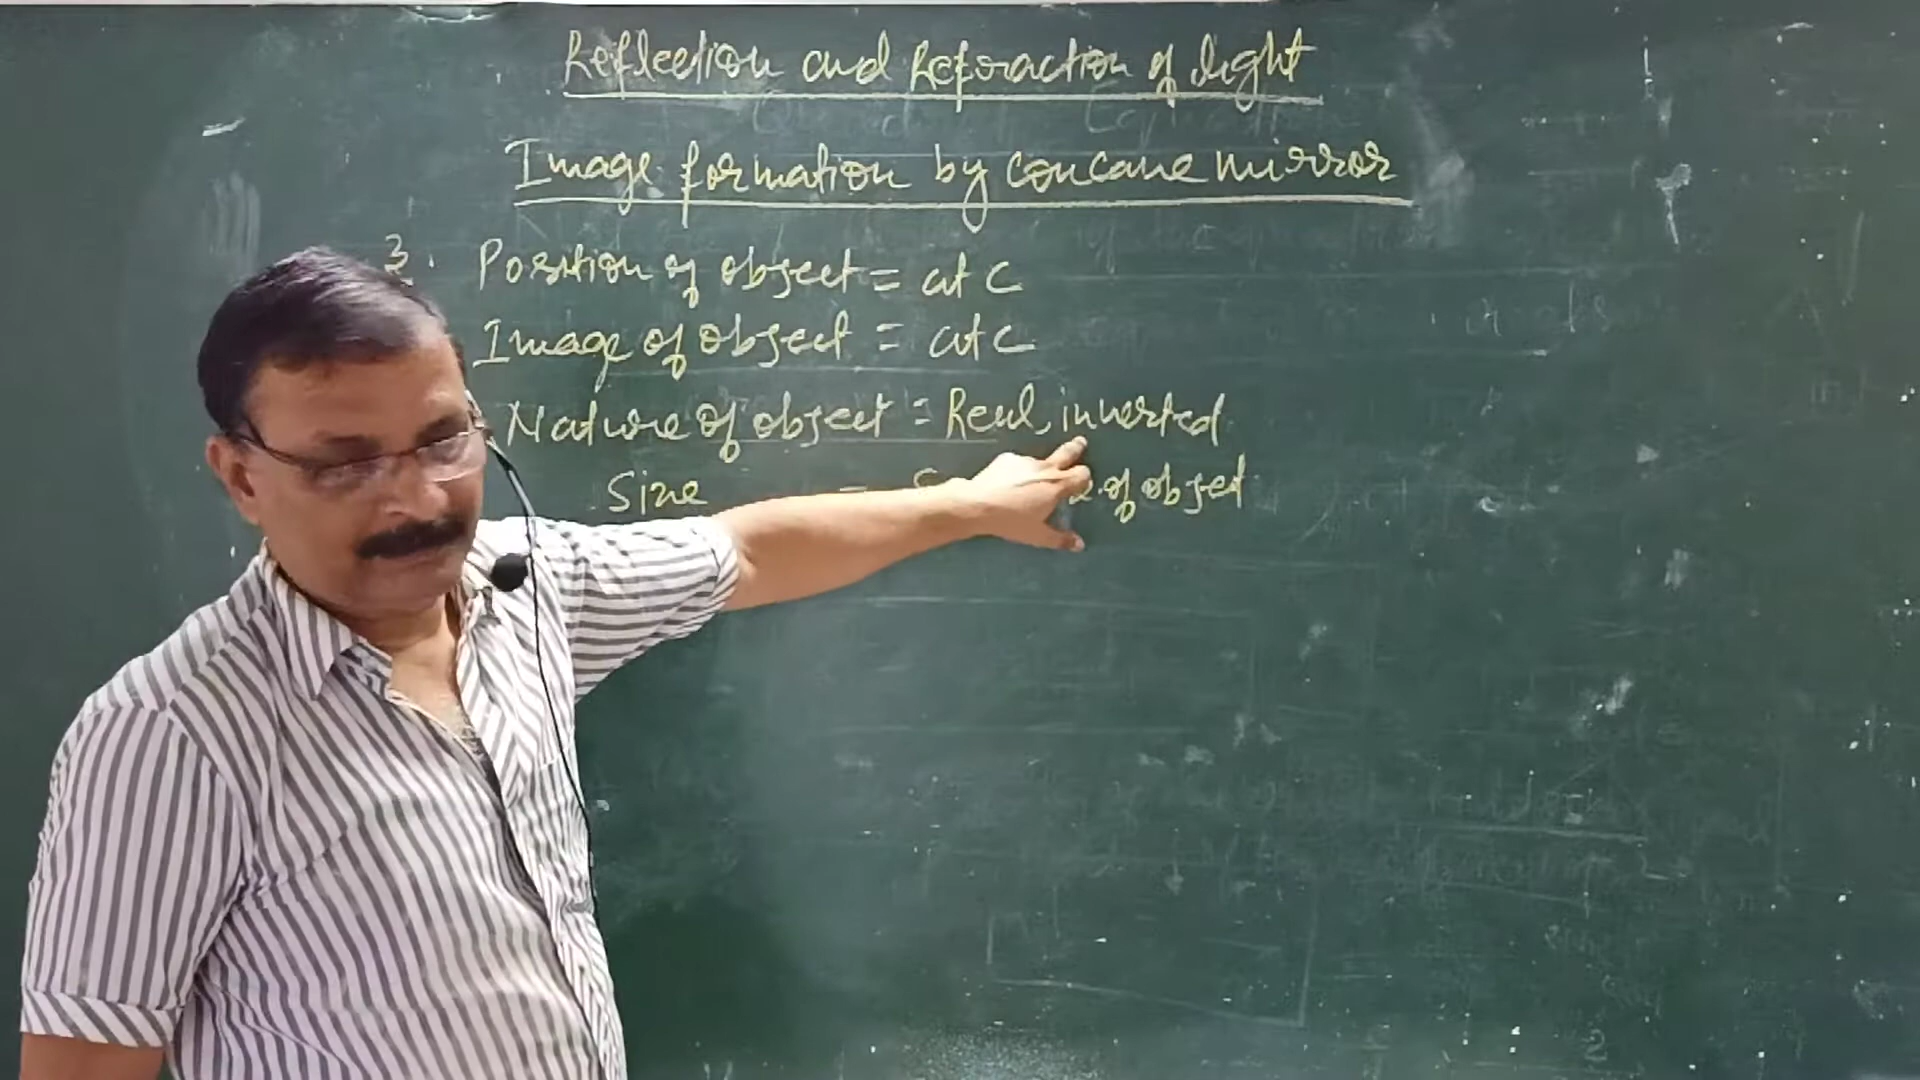 Reflection and Refraction of light
Image formation by concave mirror
3. Position of object = at C
Image of object = at C
Nature of object = Real, inverted
Size = of object